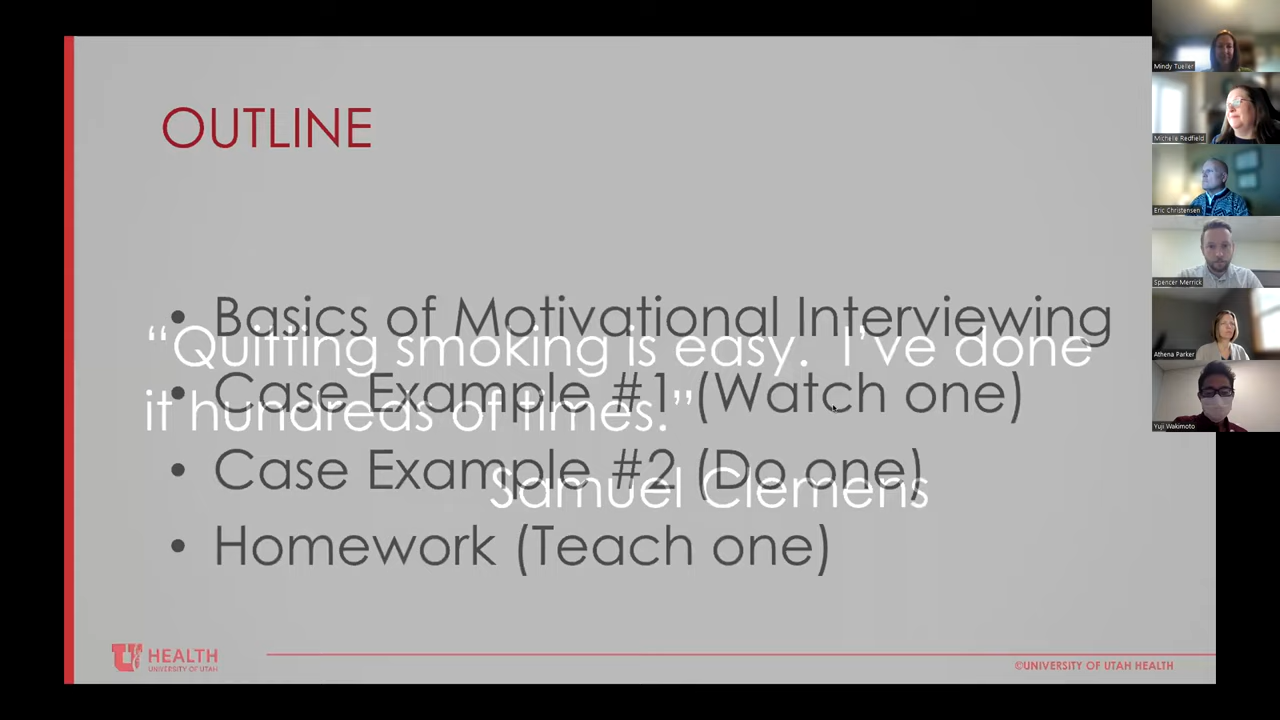 OUTLINE
• Basics of Motivational Interviewing
“Quitting smoking is easy. I’ve done
• Case Example #1 (Watch one)
it hundreds of times.”
• Case Example #2 (Do one)
Samuel Clemens
• Homework (Teach one)
U HEALTH
UNIVERSITY OF UTAH
©UNIVERSITY OF UTAH HEALTH
Mindy Tueller
Michelle Redfield
Eric Christensen
Spencer Merrick
Athena Parker
Yuji Wakimoto